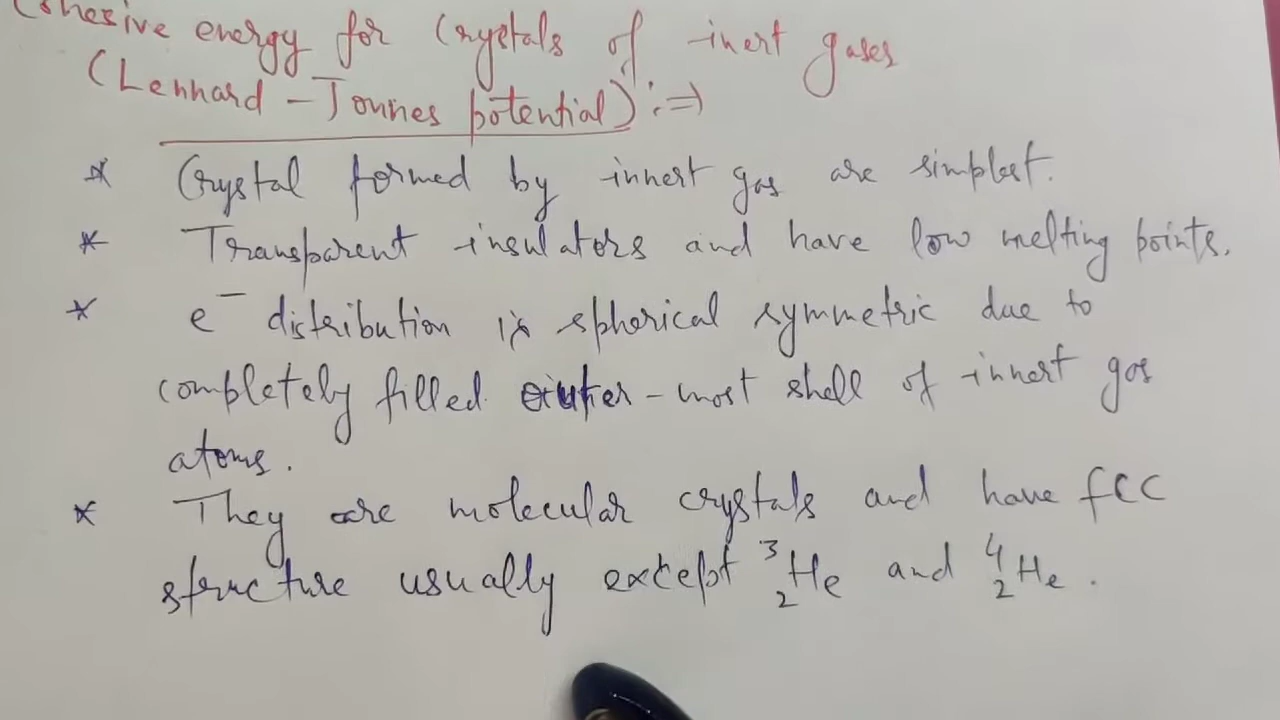 Cohesive energy for Crystals of inert gases
(Lennard - Jonnes potential) :⇒
* Crystal formed by innert gas are simplest.
* Transparent insulators and have low melting points.
* e⁻ distribution is spherical symmetric due to
completely filled outer-most shell of innert gas
atoms.
* They are molecular crystals and have fCC
structure usually except ³₂He and ⁴₂He.